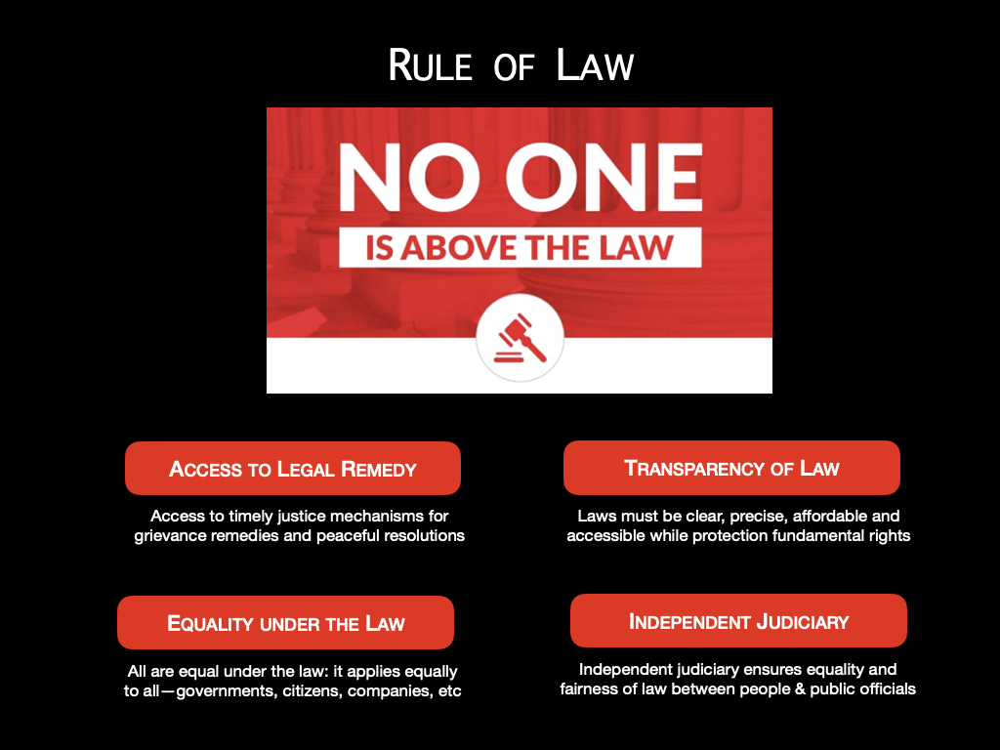 Rule of Law
NO ONE
IS ABOVE THE LAW
Access to Legal Remedy
Access to timely justice mechanisms for
grievance remedies and peaceful resolutions
Transparency of Law
Laws must be clear, precise, affordable and
accessible while protection fundamental rights
Equality under the Law
All are equal under the law: it applies equally
to all—governments, citizens, companies, etc
Independent Judiciary
Independent judiciary ensures equality and
fairness of law between people & public officials